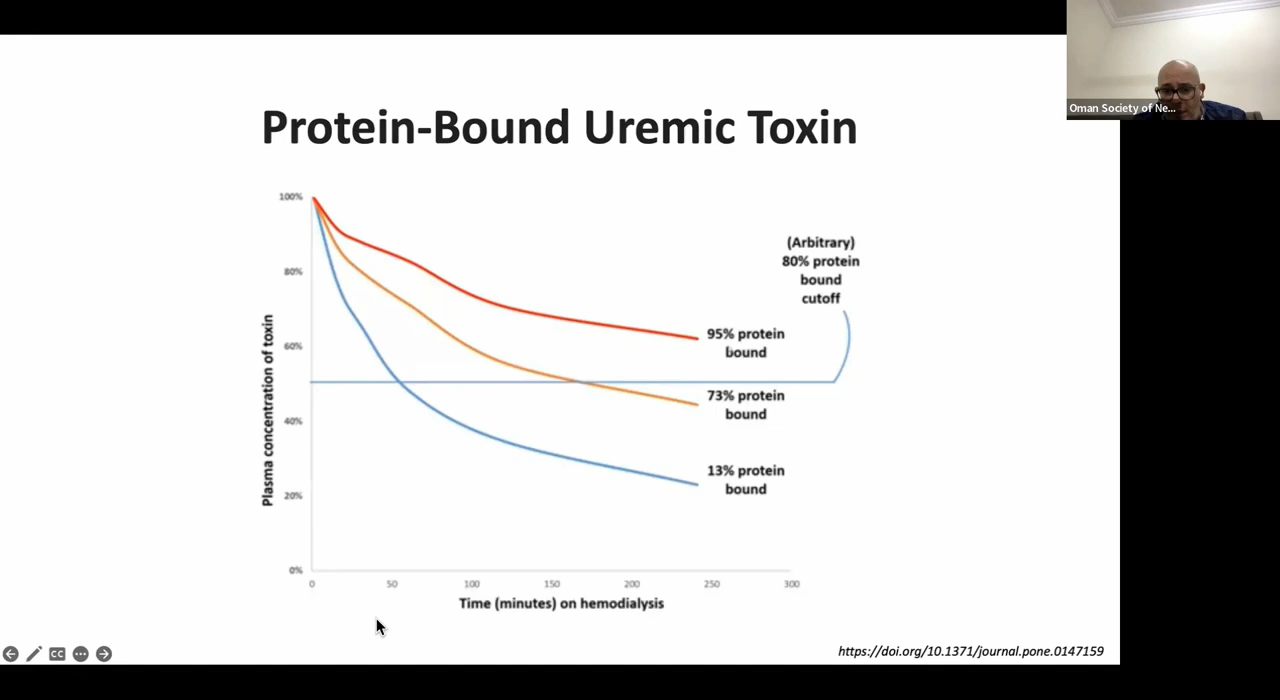 Oman Society of Ne...
Protein-Bound Uremic Toxin
100%
80%
60%
40%
20%
0%
Plasma concentration of toxin
0 50 100 150 200 250 300
Time (minutes) on hemodialysis
(Arbitrary)
80% protein
bound
cutoff
95% protein
bound
73% protein
bound
13% protein
bound
https://doi.org/10.1371/journal.pone.0147159
CC